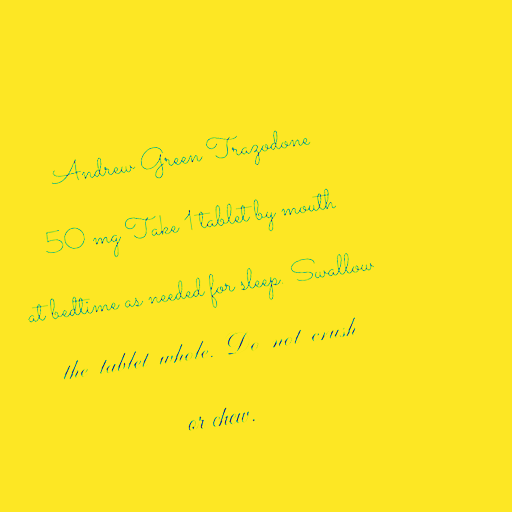 Andrew Green Trazodone
50 mg Take 1 tablet by mouth
at bedtime as needed for sleep. Swallow
the tablet whole. Do not crush
or chew.